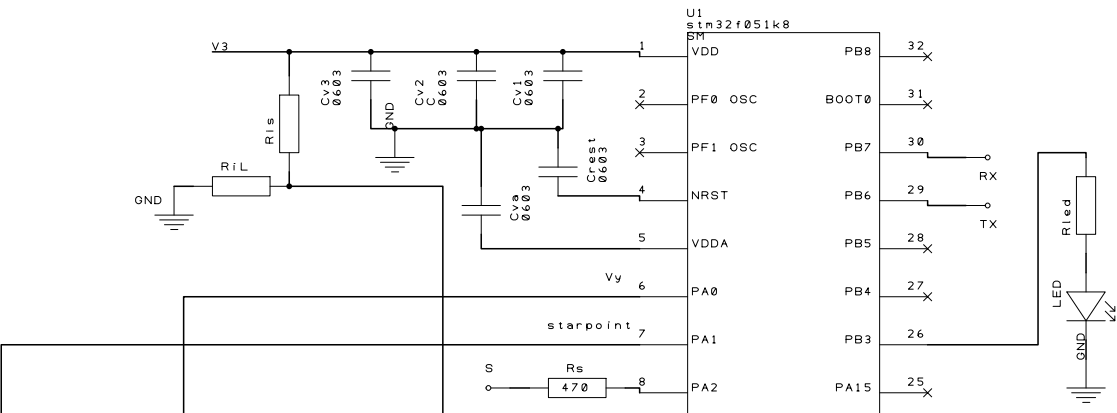 U1
stm32f051k8
SM
V3
1
VDD
PB8
32
Cv3
0603
Cv2
C
0603
Cv1
0603
2
PF0 OSC
BOOT0
31
GND
Ris
3
PF1 OSC
PB7
30
RX
Crest
0603
RiL
GND
4
NRST
PB6
29
TX
Rled
Cva
0603
5
VDDA
PB5
28
Vy
6
PA0
PB4
27
LED
starpoint
7
PA1
PB3
26
GND
S
Rs
470
8
PA2
PA15
25